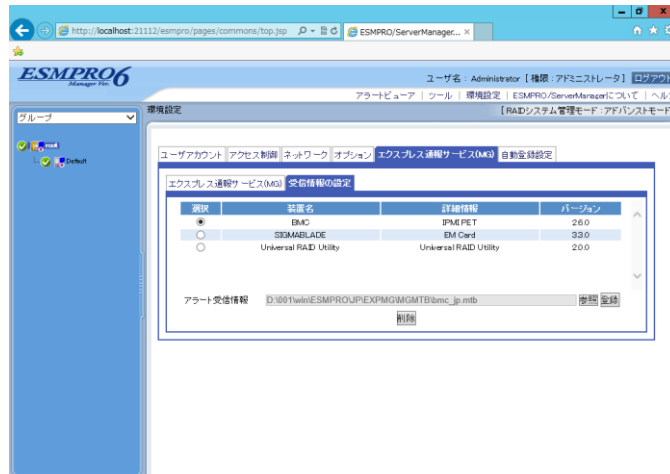 http://localhost:21112/esmpro/pages/commons/top.jsp
ESMPRO/ServerManager...
ESMPRO6
Manager Ver.
ユーザ名 : Administrator [ 権限 : アドミニストレータ ] ログアウト
アラートビューア | ツール | 環境設定 | ESMPRO/ServerManagerについて | ヘル
グループ
環境設定
[ RAIDシステム管理モード : アドバンストモード
root
Default
ユーザアカウント アクセス制御 ネットワーク オプション エクスプレス通報サービス(MG) 自動登録設定
エクスプレス通報サービス(MG) 受信情報の設定
選択 装置名 詳細情報 バージョン
BMC IPMI PET 2.6.0
SIGMABLADE EM Card 3.3.0
Universal RAID Utility Universal RAID Utility 2.0.0
アラート受信情報 D:\001\win\ESMPRO\JP\EXPMG\MGMTB\bmc_jp.mtb 参照 登録
削除